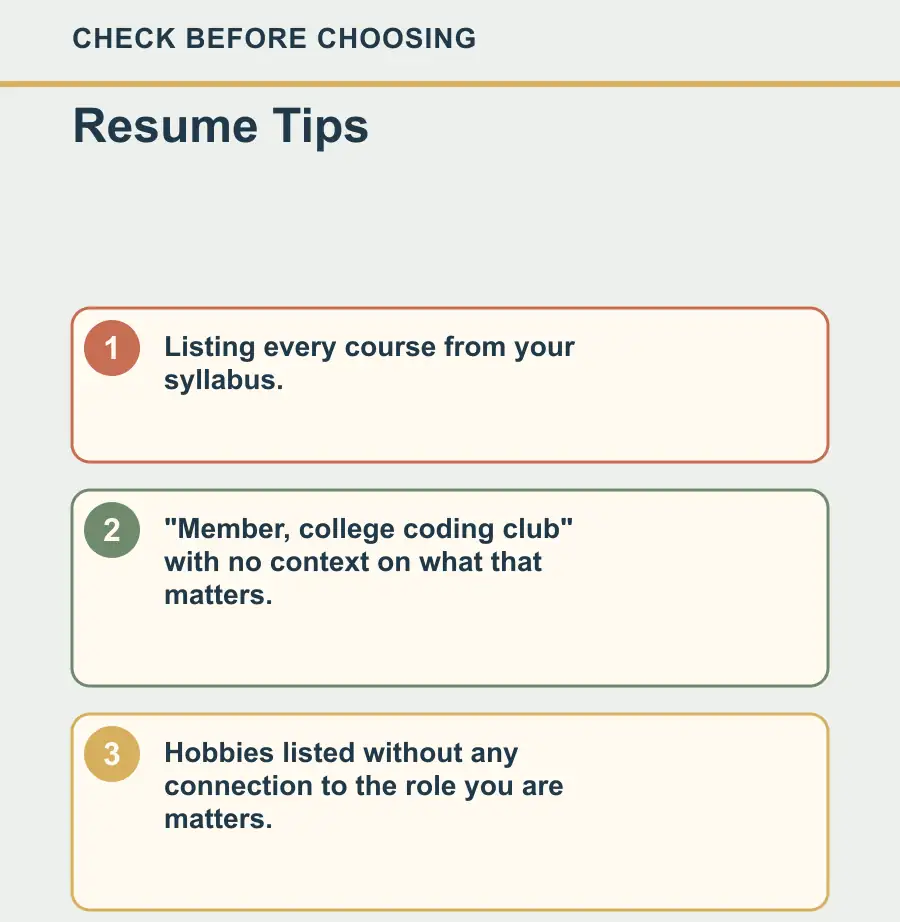 CHECK BEFORE CHOOSING
Resume Tips
1
Listing every course from your
syllabus.
2
"Member, college coding club"
with no context on what that
matters.
3
Hobbies listed without any
connection to the role you are
matters.